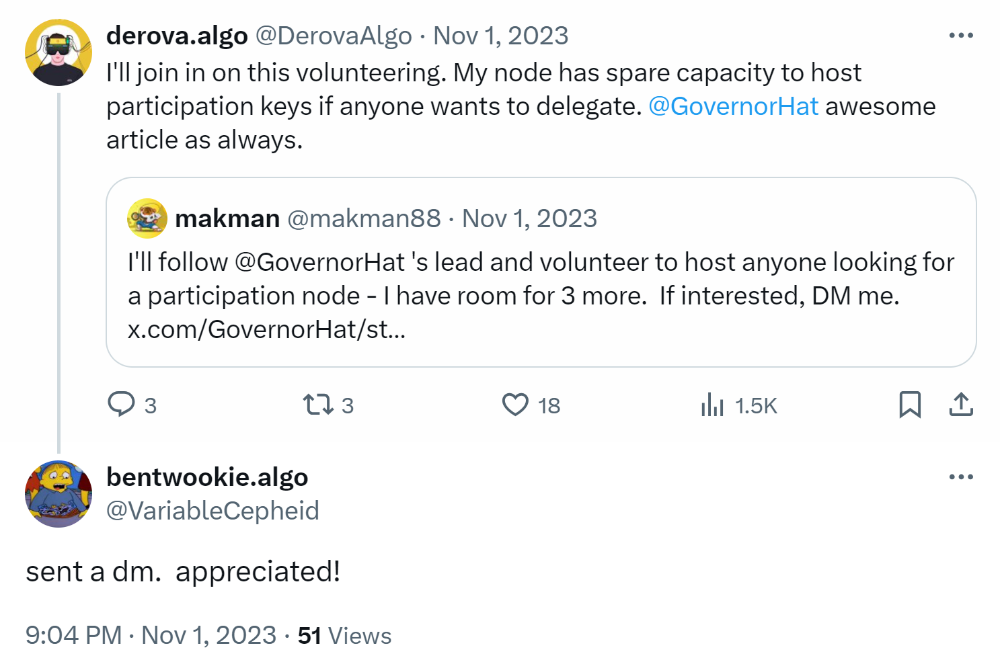 derova.algo @DerovaAlgo · Nov 1, 2023
I'll join in on this volunteering. My node has spare capacity to host
participation keys if anyone wants to delegate. @GovernorHat awesome
article as always.
makman @makman88 · Nov 1, 2023
I'll follow @GovernorHat 's lead and volunteer to host anyone looking for
a participation node - I have room for 3 more.  If interested, DM me.
x.com/GovernorHat/st...
3 3 18 1.5K
bentwookie.algo
@VariableCepheid
sent a dm.  appreciated!
9:04 PM · Nov 1, 2023 · 51 Views